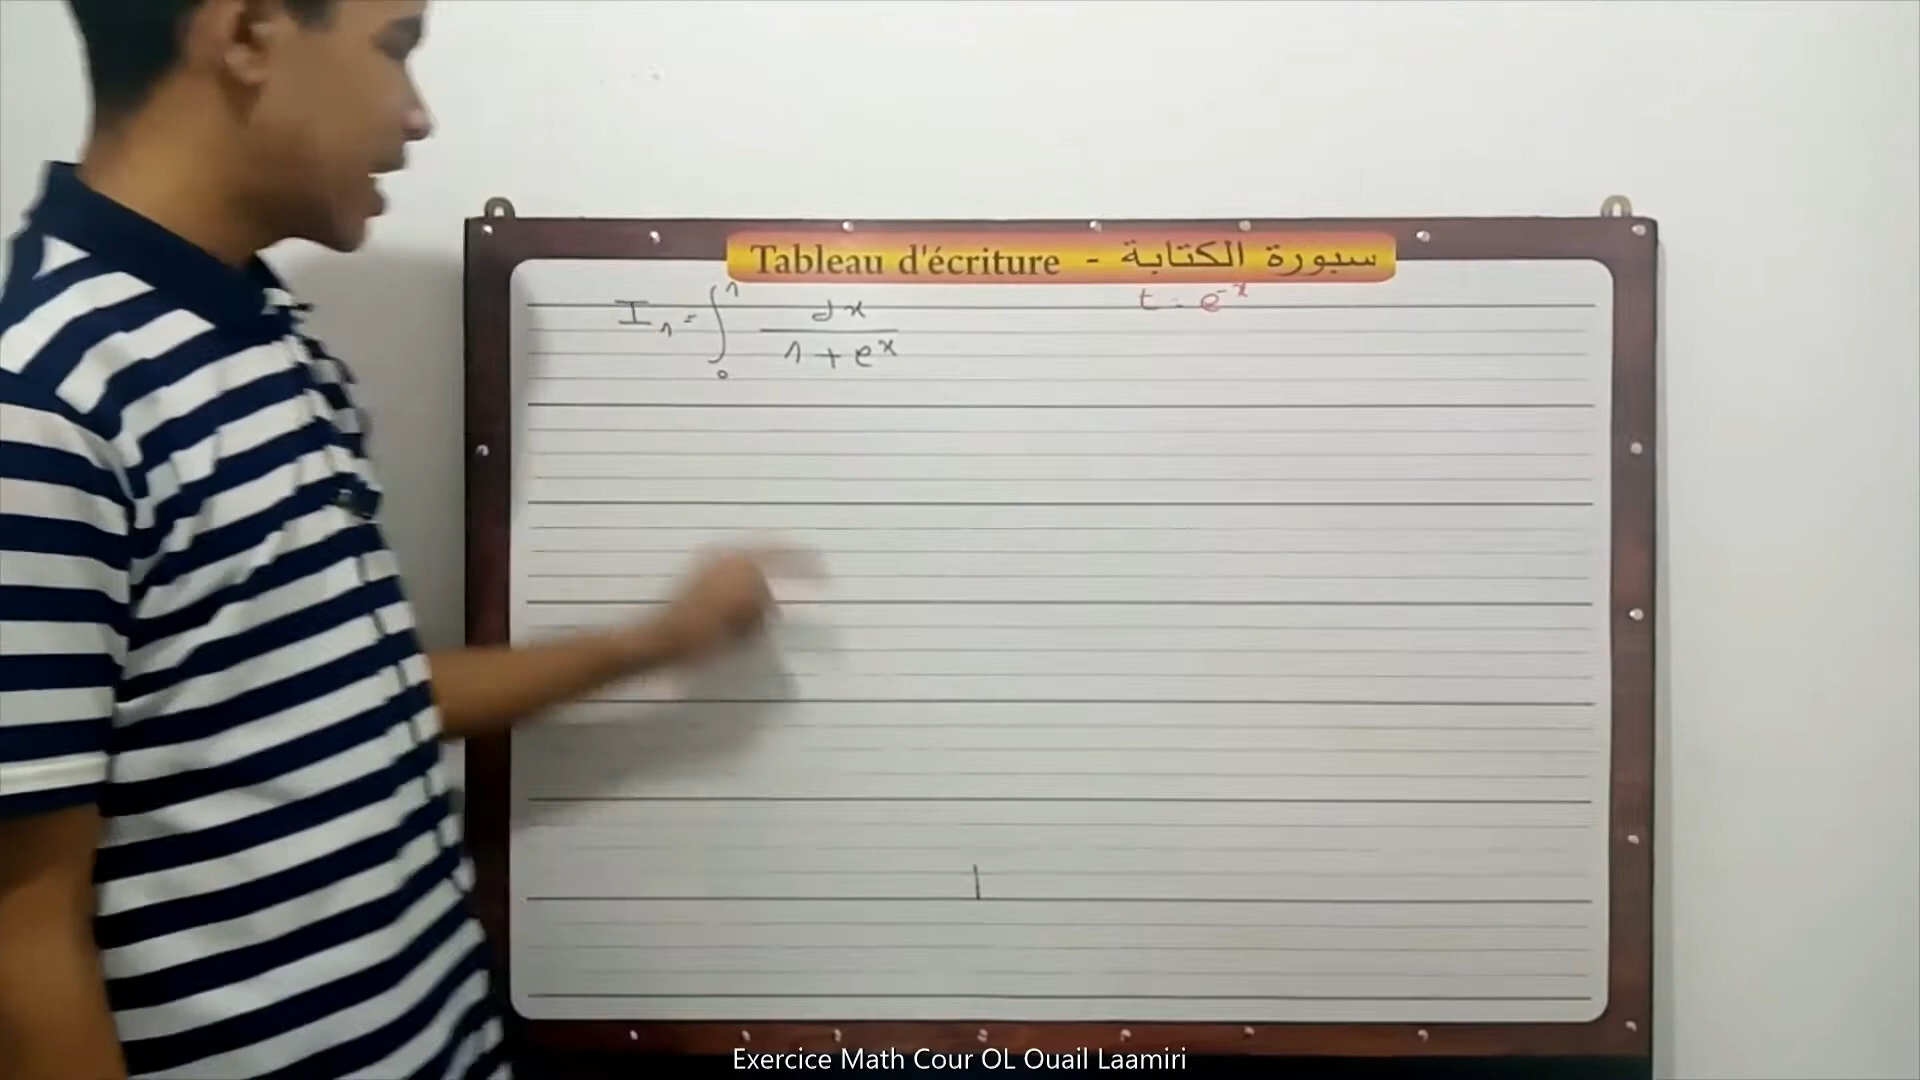 Tableau d'écriture - سبورة الكتابة
I₁ = ∫₀¹ dx / (1 + eˣ)
t = e⁻ˣ
Exercice Math Cour OL Ouail Laamiri